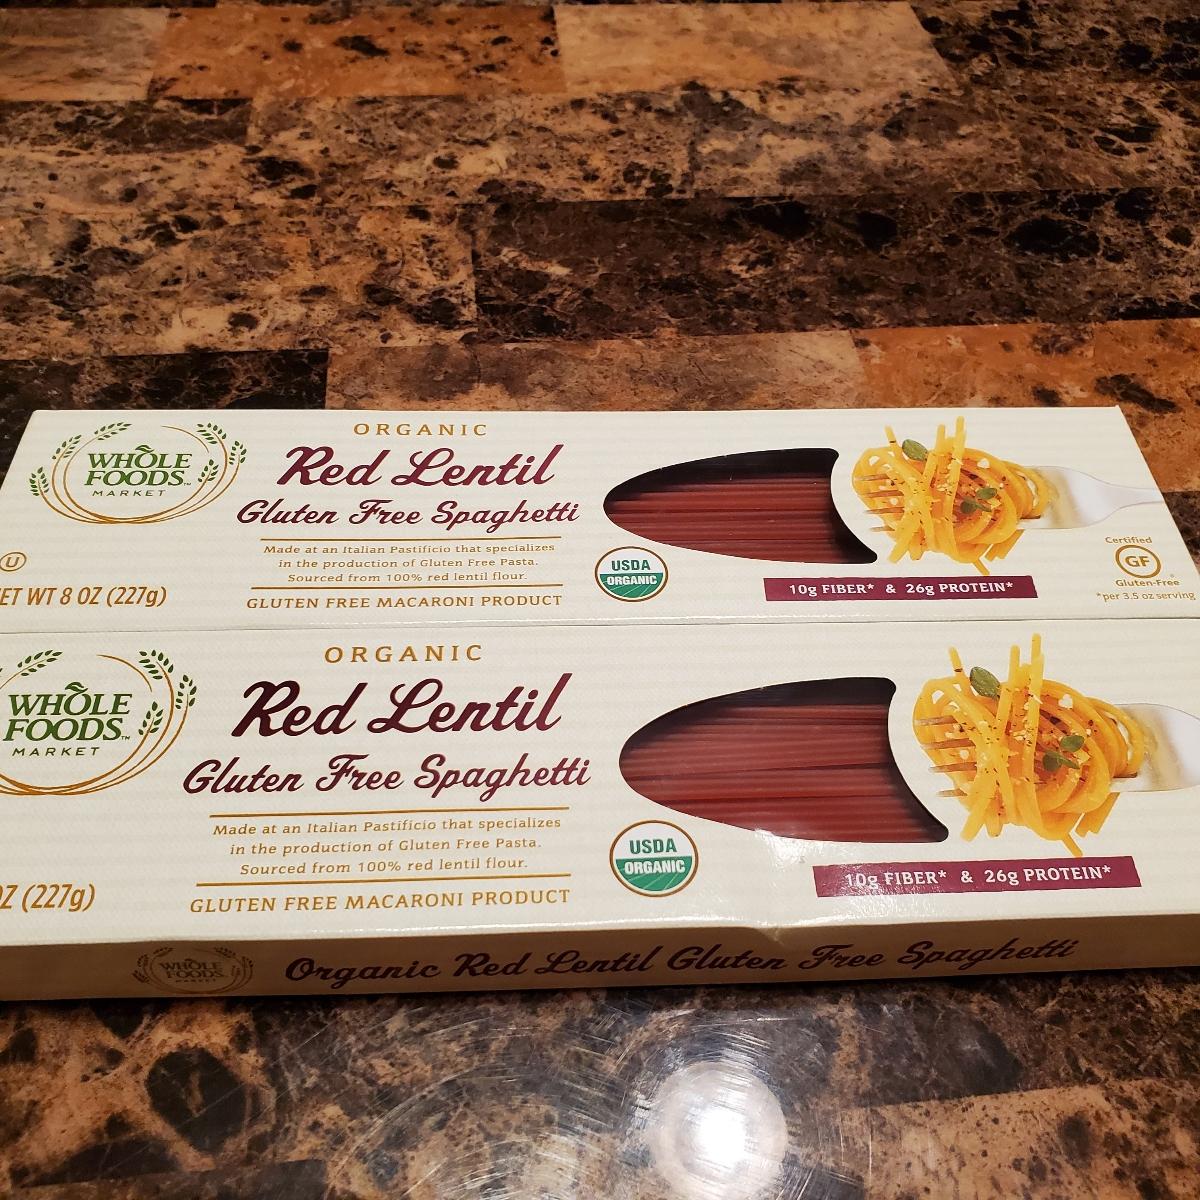 WHOLE
FOODS™
MARKET
ORGANIC
Red Lentil
Gluten Free Spaghetti
Made at an Italian Pastificio that specializes
in the production of Gluten Free Pasta.
Sourced from 100% red lentil flour.
GLUTEN FREE MACARONI PRODUCT
U
ET WT 8 OZ (227g)
USDA
ORGANIC
10g FIBER* & 26g PROTEIN*
Certified
GF
Gluten-Free
*per 3.5 oz serving
WHOLE
FOODS™
MARKET
ORGANIC
Red Lentil
Gluten Free Spaghetti
Made at an Italian Pastificio that specializes
in the production of Gluten Free Pasta.
Sourced from 100% red lentil flour.
GLUTEN FREE MACARONI PRODUCT
OZ (227g)
USDA
ORGANIC
10g FIBER* & 26g PROTEIN*
WHOLE
FOODS
MARKET
Organic Red Lentil Gluten Free Spaghetti